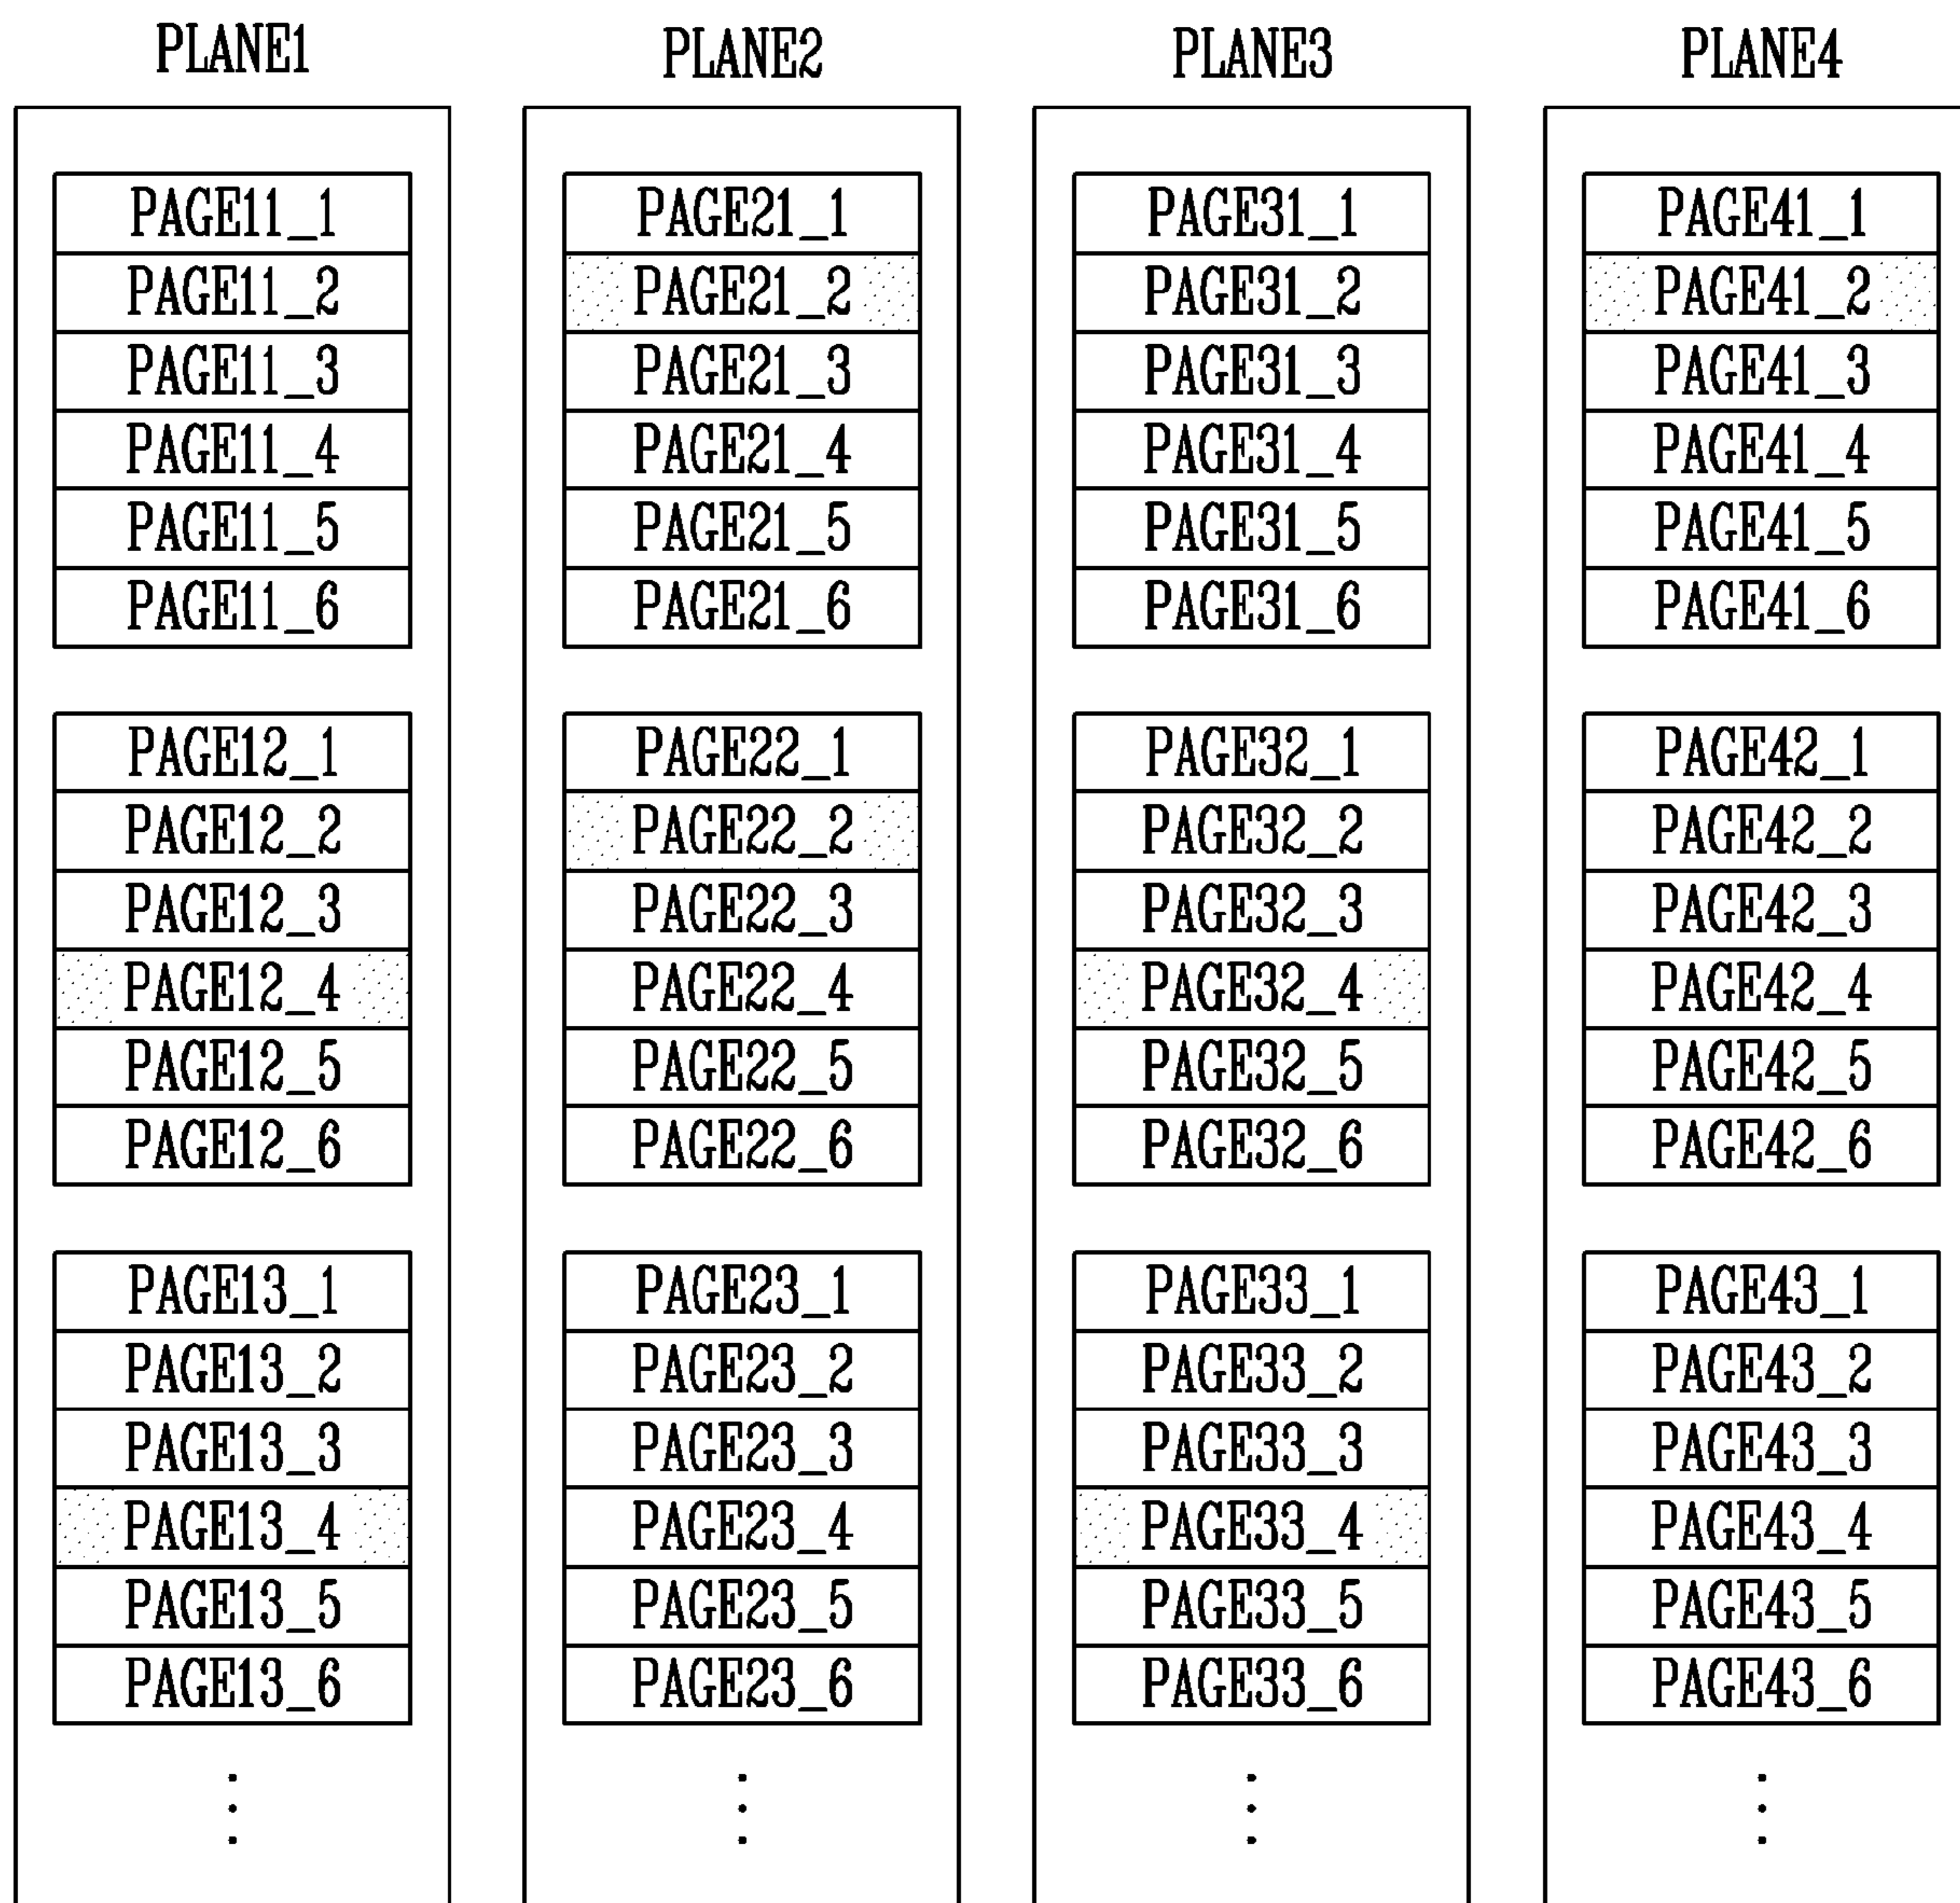 PLANE1 PLANE2 PLANE3 PLANE4
PAGE11_1 PAGE21_1 PAGE31_1 PAGE41_1
PAGE11_2 PAGE21_2 PAGE31_2 PAGE41_2
PAGE11_3 PAGE21_3 PAGE31_3 PAGE41_3
PAGE11_4 PAGE21_4 PAGE31_4 PAGE41_4
PAGE11_5 PAGE21_5 PAGE31_5 PAGE41_5
PAGE11_6 PAGE21_6 PAGE31_6 PAGE41_6
PAGE12_1 PAGE22_1 PAGE32_1 PAGE42_1
PAGE12_2 PAGE22_2 PAGE32_2 PAGE42_2
PAGE12_3 PAGE22_3 PAGE32_3 PAGE42_3
PAGE12_4 PAGE22_4 PAGE32_4 PAGE42_4
PAGE12_5 PAGE22_5 PAGE32_5 PAGE42_5
PAGE12_6 PAGE22_6 PAGE32_6 PAGE42_6
PAGE13_1 PAGE23_1 PAGE33_1 PAGE43_1
PAGE13_2 PAGE23_2 PAGE33_2 PAGE43_2
PAGE13_3 PAGE23_3 PAGE33_3 PAGE43_3
PAGE13_4 PAGE23_4 PAGE33_4 PAGE43_4
PAGE13_5 PAGE23_5 PAGE33_5 PAGE43_5
PAGE13_6 PAGE23_6 PAGE33_6 PAGE43_6